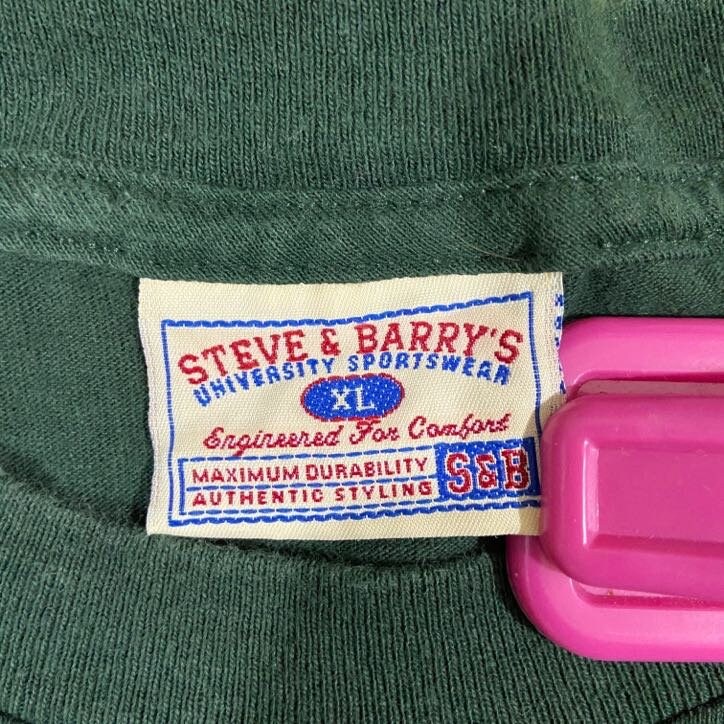 STEVE & BARRY'S
UNIVERSITY SPORTSWEAR
XL
Engineered For Comfort
MAXIMUM DURABILITY
AUTHENTIC STYLING
S&B